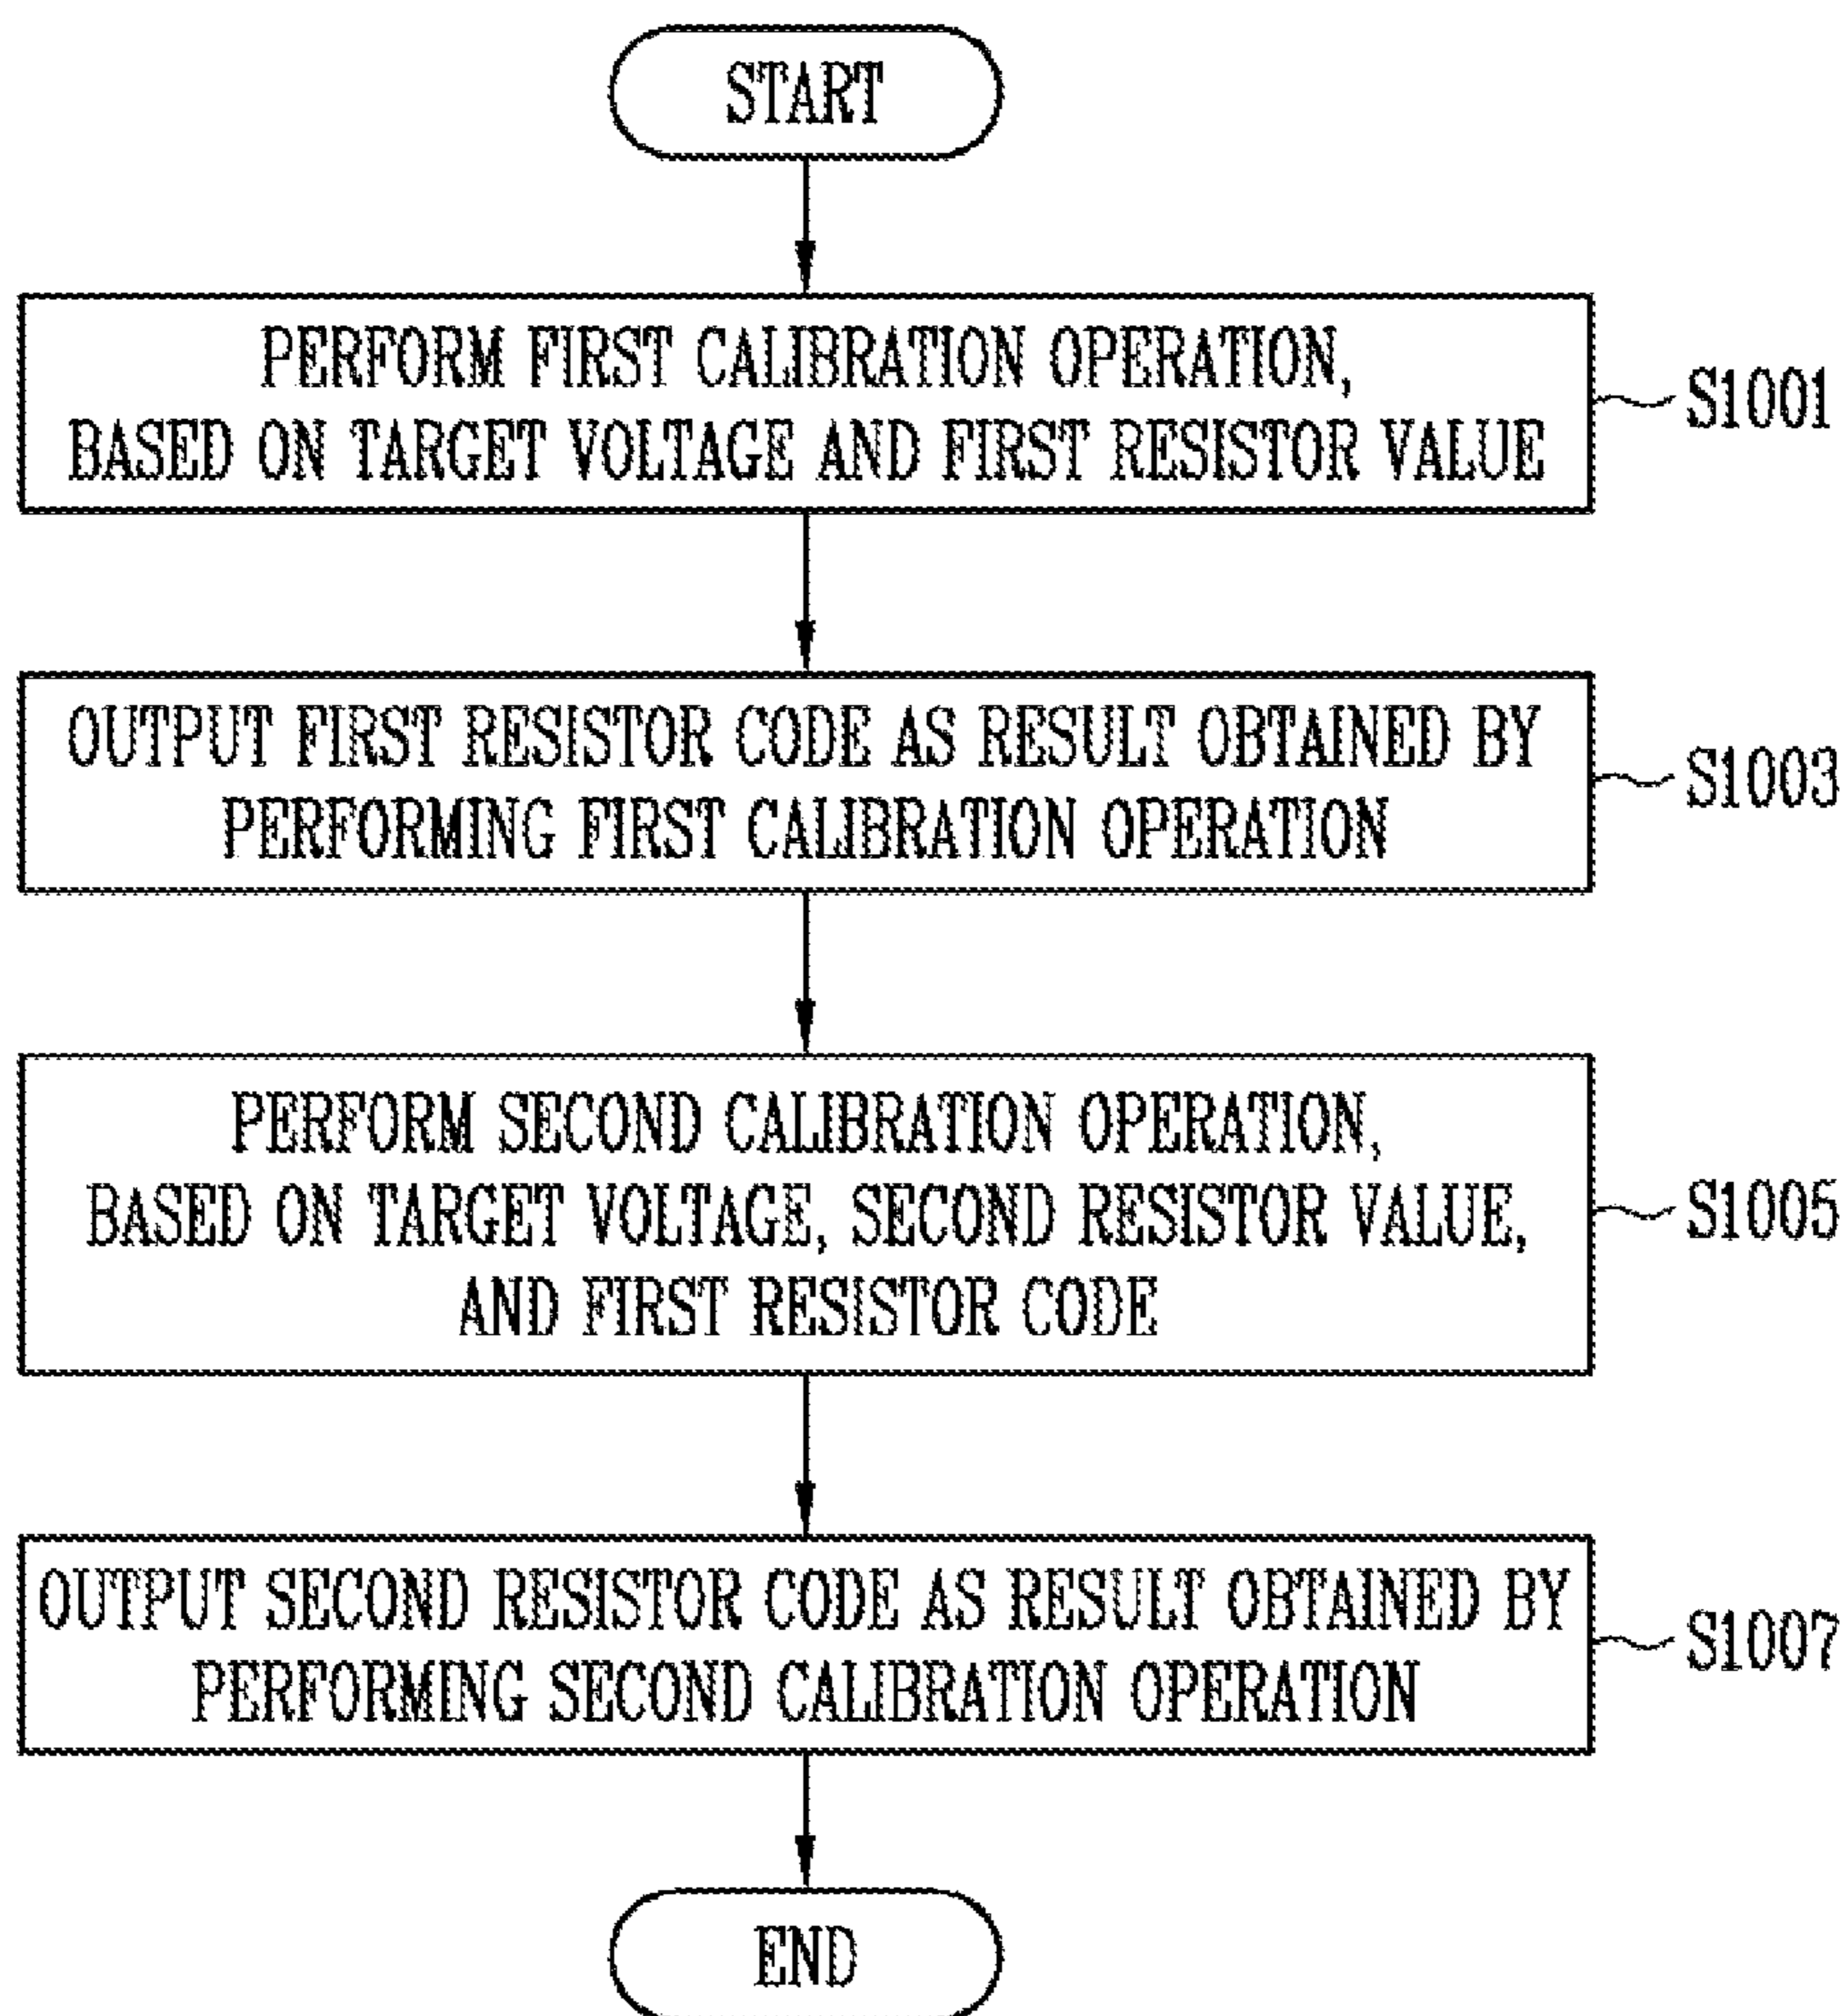 START
PERFORM FIRST CALIBRATION OPERATION,
BASED ON TARGET VOLTAGE AND FIRST RESISTOR VALUE
S1001
OUTPUT FIRST RESISTOR CODE AS RESULT OBTAINED BY
PERFORMING FIRST CALIBRATION OPERATION
S1003
PERFORM SECOND CALIBRATION OPERATION,
BASED ON TARGET VOLTAGE, SECOND RESISTOR VALUE,
AND FIRST RESISTOR CODE
S1005
OUTPUT SECOND RESISTOR CODE AS RESULT OBTAINED BY
PERFORMING SECOND CALIBRATION OPERATION
S1007
END